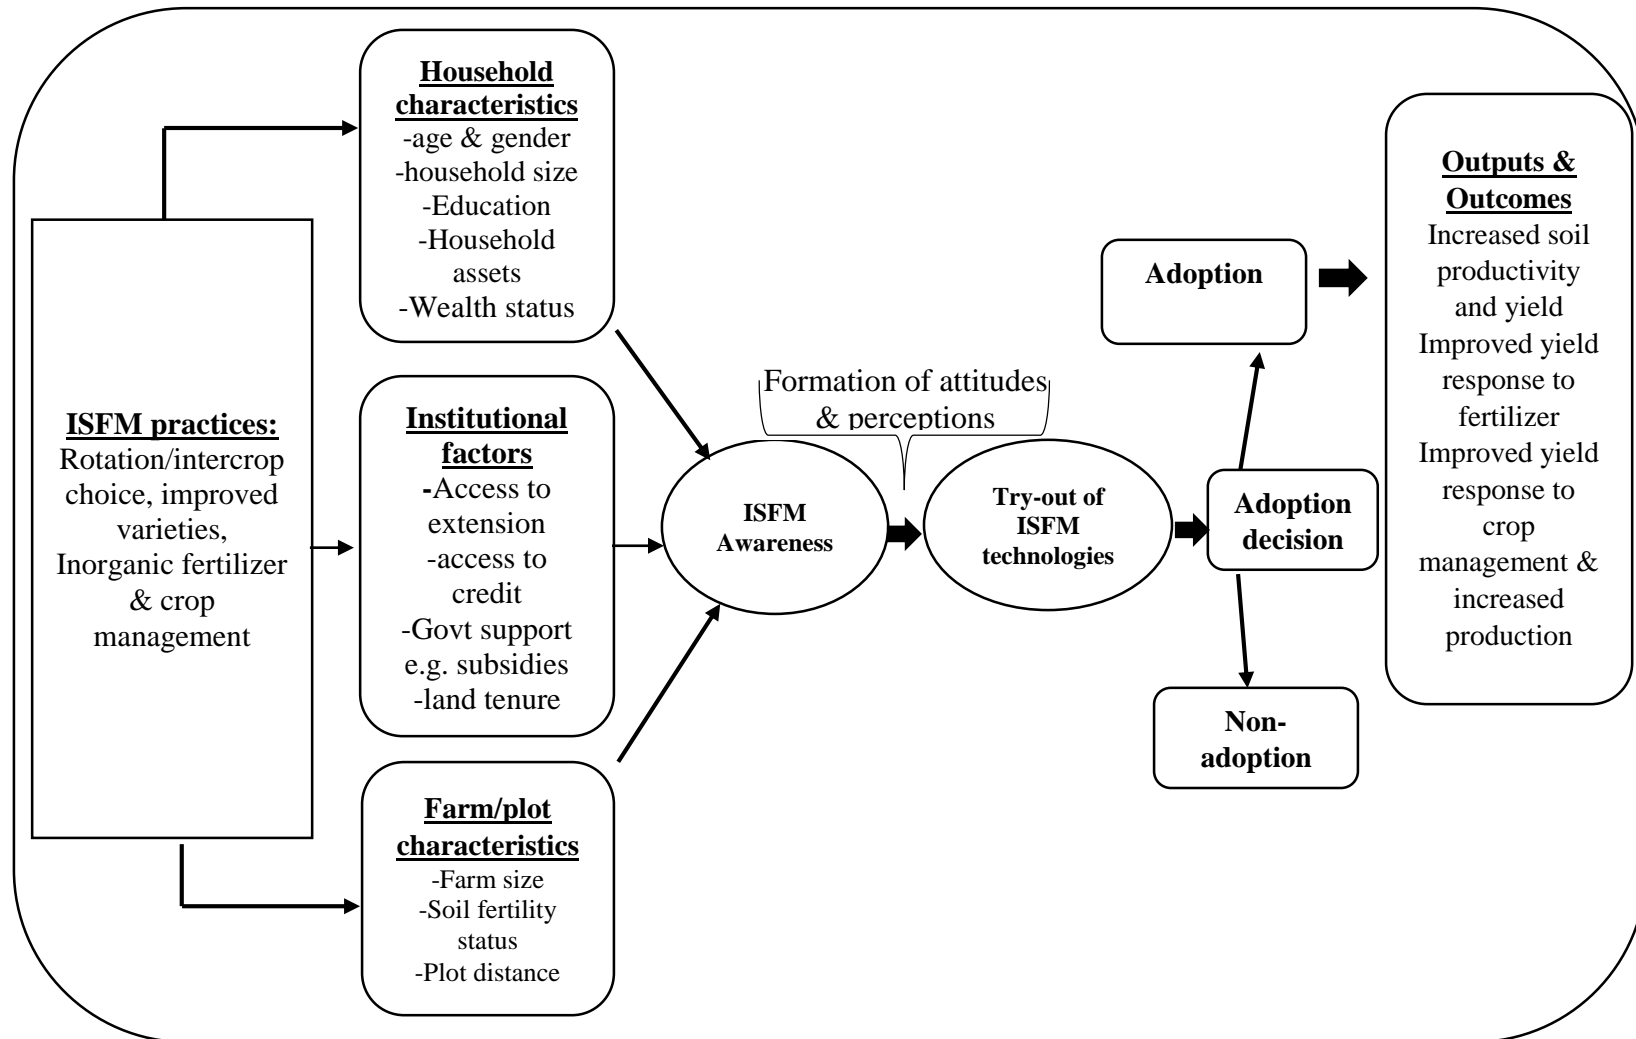 ISFM practices:
Rotation/intercrop
choice, improved
varieties,
Inorganic fertilizer
& crop
management
Household
characteristics
-age & gender
-household size
-Education
-Household
assets
-Wealth status
Institutional
factors
-Access to
extension
-access to
credit
-Govt support
e.g. subsidies
-land tenure
Farm/plot
characteristics
-Farm size
-Soil fertility
status
-Plot distance
ISFM
Awareness
Formation of attitudes
& perceptions
Try-out of
ISFM
technologies
Adoption
Adoption
decision
Non-
adoption
Outputs &
Outcomes
Increased soil
productivity
and yield
Improved yield
response to
fertilizer
Improved yield
response to
crop
management &
increased
production